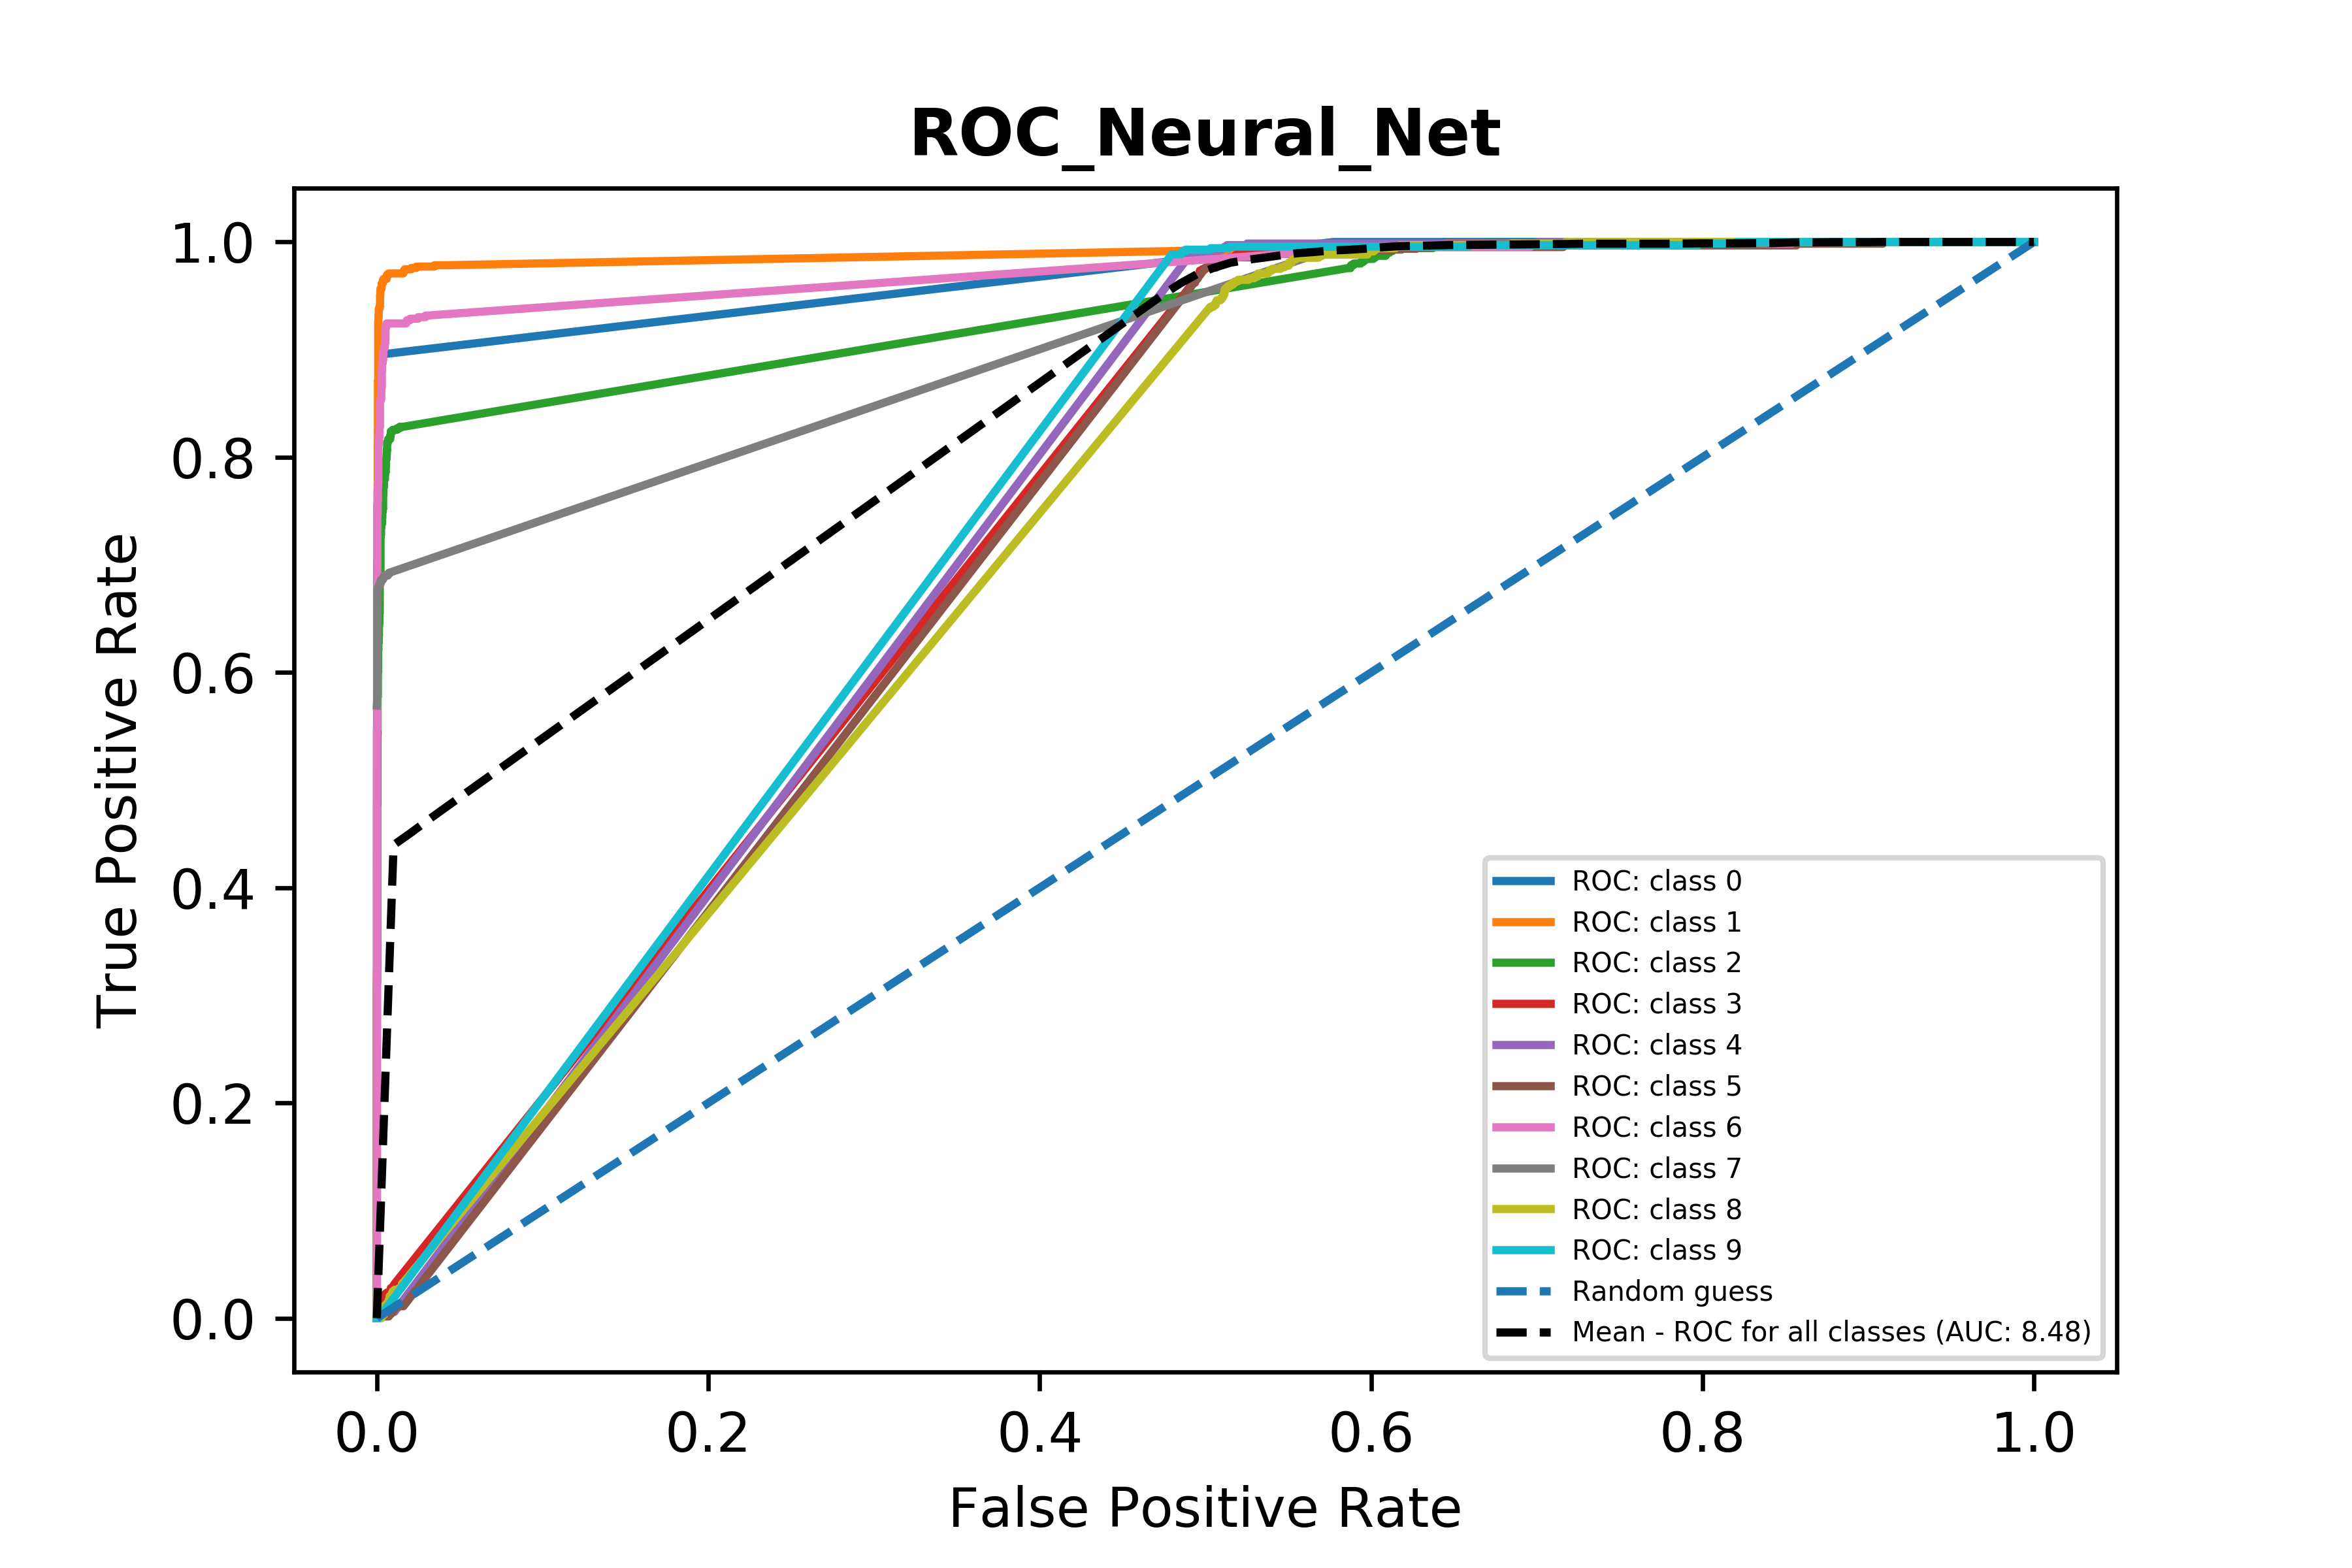 ROC_Neural_Net
1.0
0.8
0.6
0.4
0.2
0.0
True Positive Rate
0.0 0.2 0.4 0.6 0.8 1.0
False Positive Rate
ROC: class 0
ROC: class 1
ROC: class 2
ROC: class 3
ROC: class 4
ROC: class 5
ROC: class 6
ROC: class 7
ROC: class 8
ROC: class 9
Random guess
Mean - ROC for all classes (AUC: 8.48)